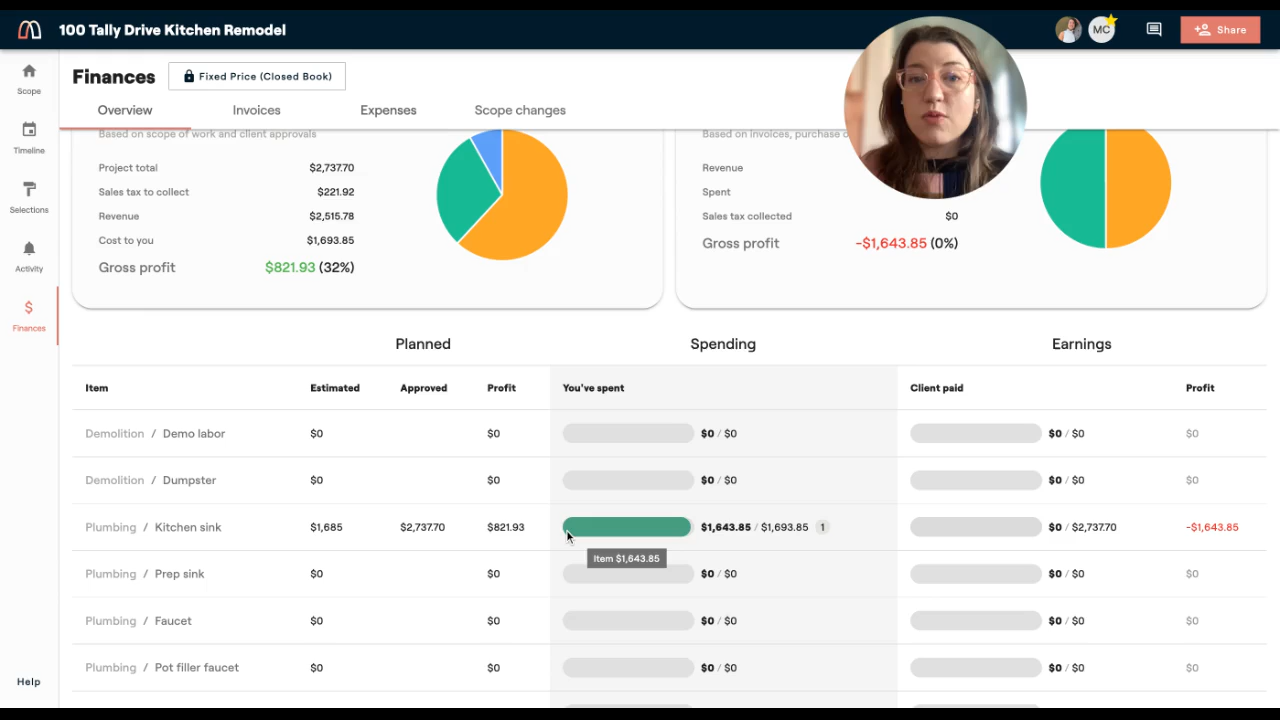 100 Tally Drive Kitchen Remodel
MC
Share
Scope
Timeline
Selections
Activity
$
Finances
Help
Finances
Fixed Price (Closed Book)
Overview Invoices Expenses Scope changes
Based on scope of work and client approvals
Project total $2,737.70
Sales tax to collect $221.92
Revenue $2,515.78
Cost to you $1,693.85
Gross profit $821.93 (32%)
Based on invoices, purchase
Revenue
Spent
Sales tax collected $0
Gross profit -$1,643.85 (0%)
Planned Spending Earnings
Item Estimated Approved Profit You've spent Client paid Profit
Demolition / Demo labor $0 $0 $0 / $0 $0 / $0 $0
Demolition / Dumpster $0 $0 $0 / $0 $0 / $0 $0
Plumbing / Kitchen sink $1,685 $2,737.70 $821.93 $1,643.85 / $1,693.85 1 $0 / $2,737.70 -$1,643.85
Item $1,643.85
Plumbing / Prep sink $0 $0 $0 / $0 $0 / $0 $0
Plumbing / Faucet $0 $0 $0 / $0 $0 / $0 $0
Plumbing / Pot filler faucet $0 $0 $0 / $0 $0 / $0 $0